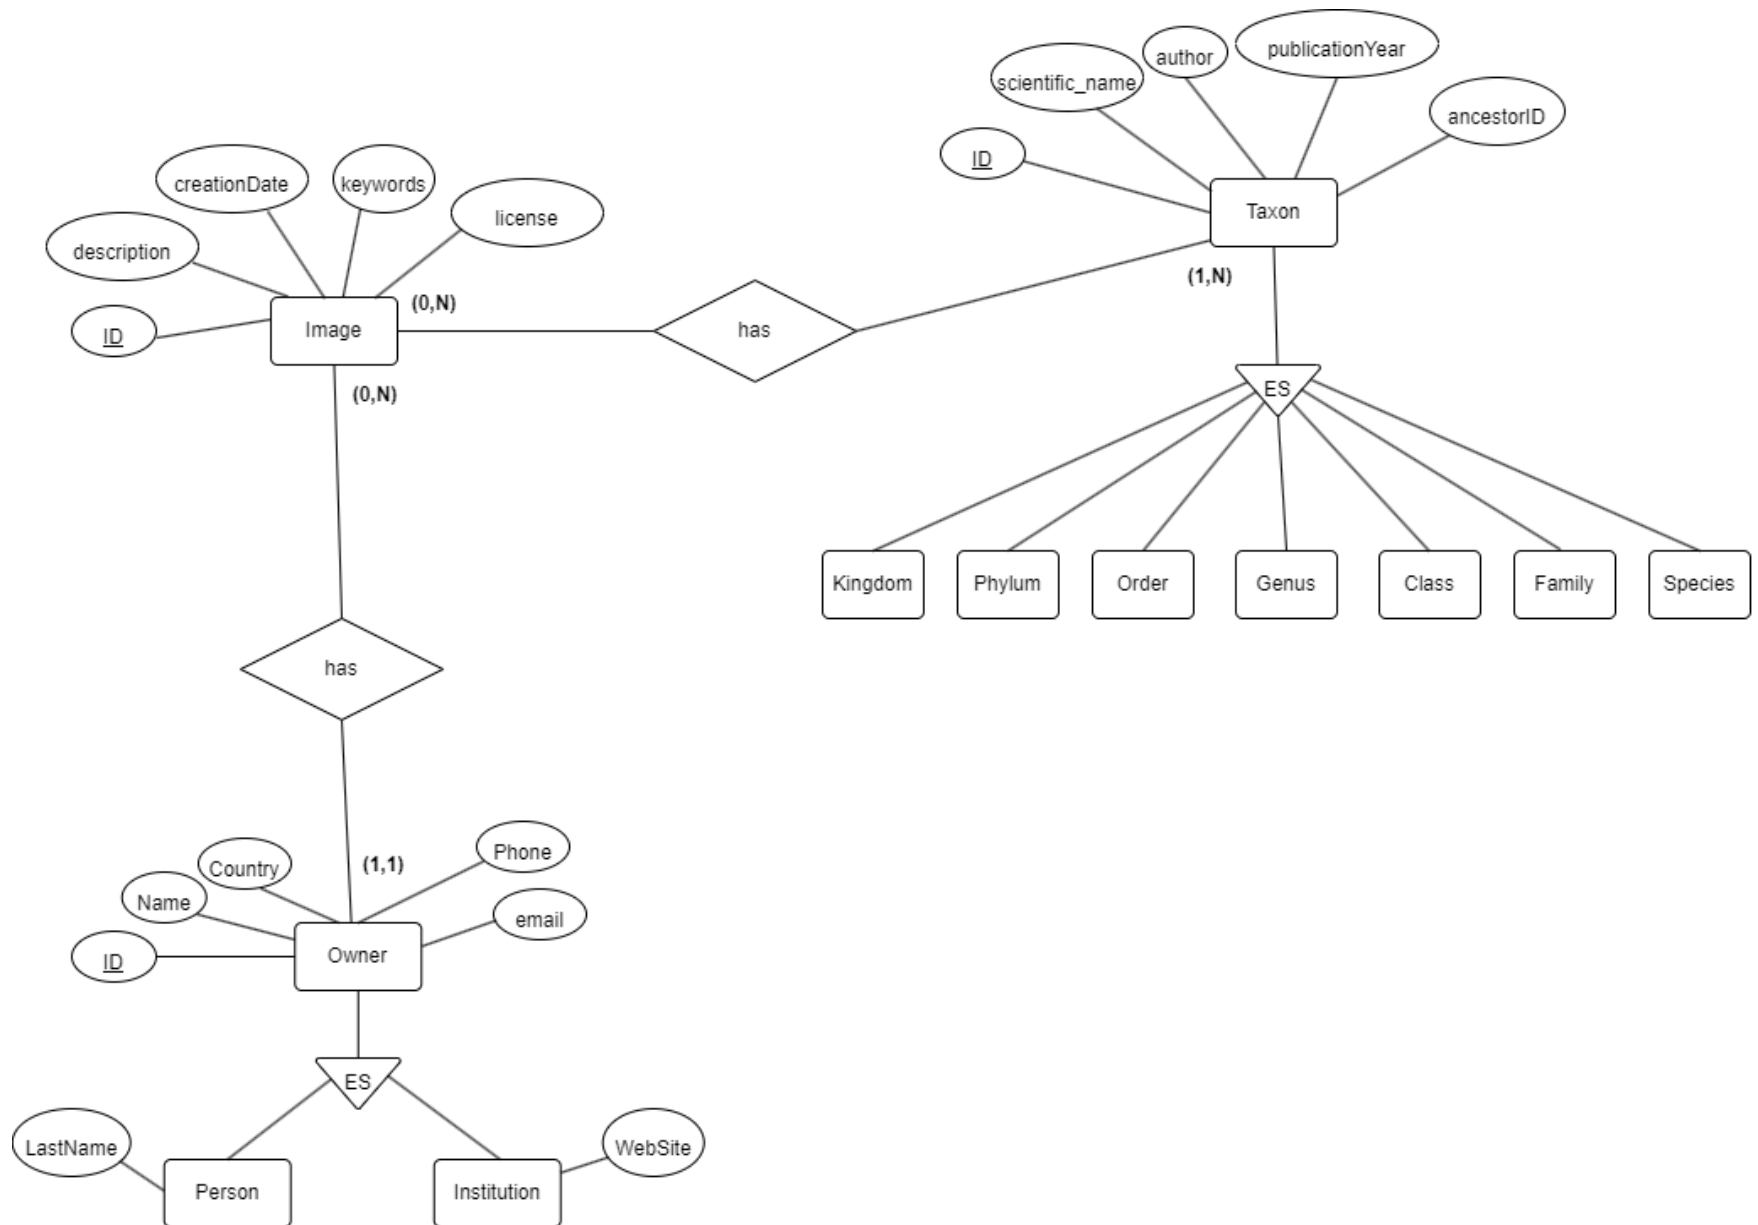 publicationYear
author
scientific_name
ancestorID
ID
Taxon
creationDate
keywords
license
description
ID
Image
(0,N)
(0,N)
has
(1,N)
ES
Kingdom
Phylum
Order
Genus
Class
Family
Species
has
(1,1)
Phone
Country
Name
email
ID
Owner
ES
LastName
WebSite
Person
Institution